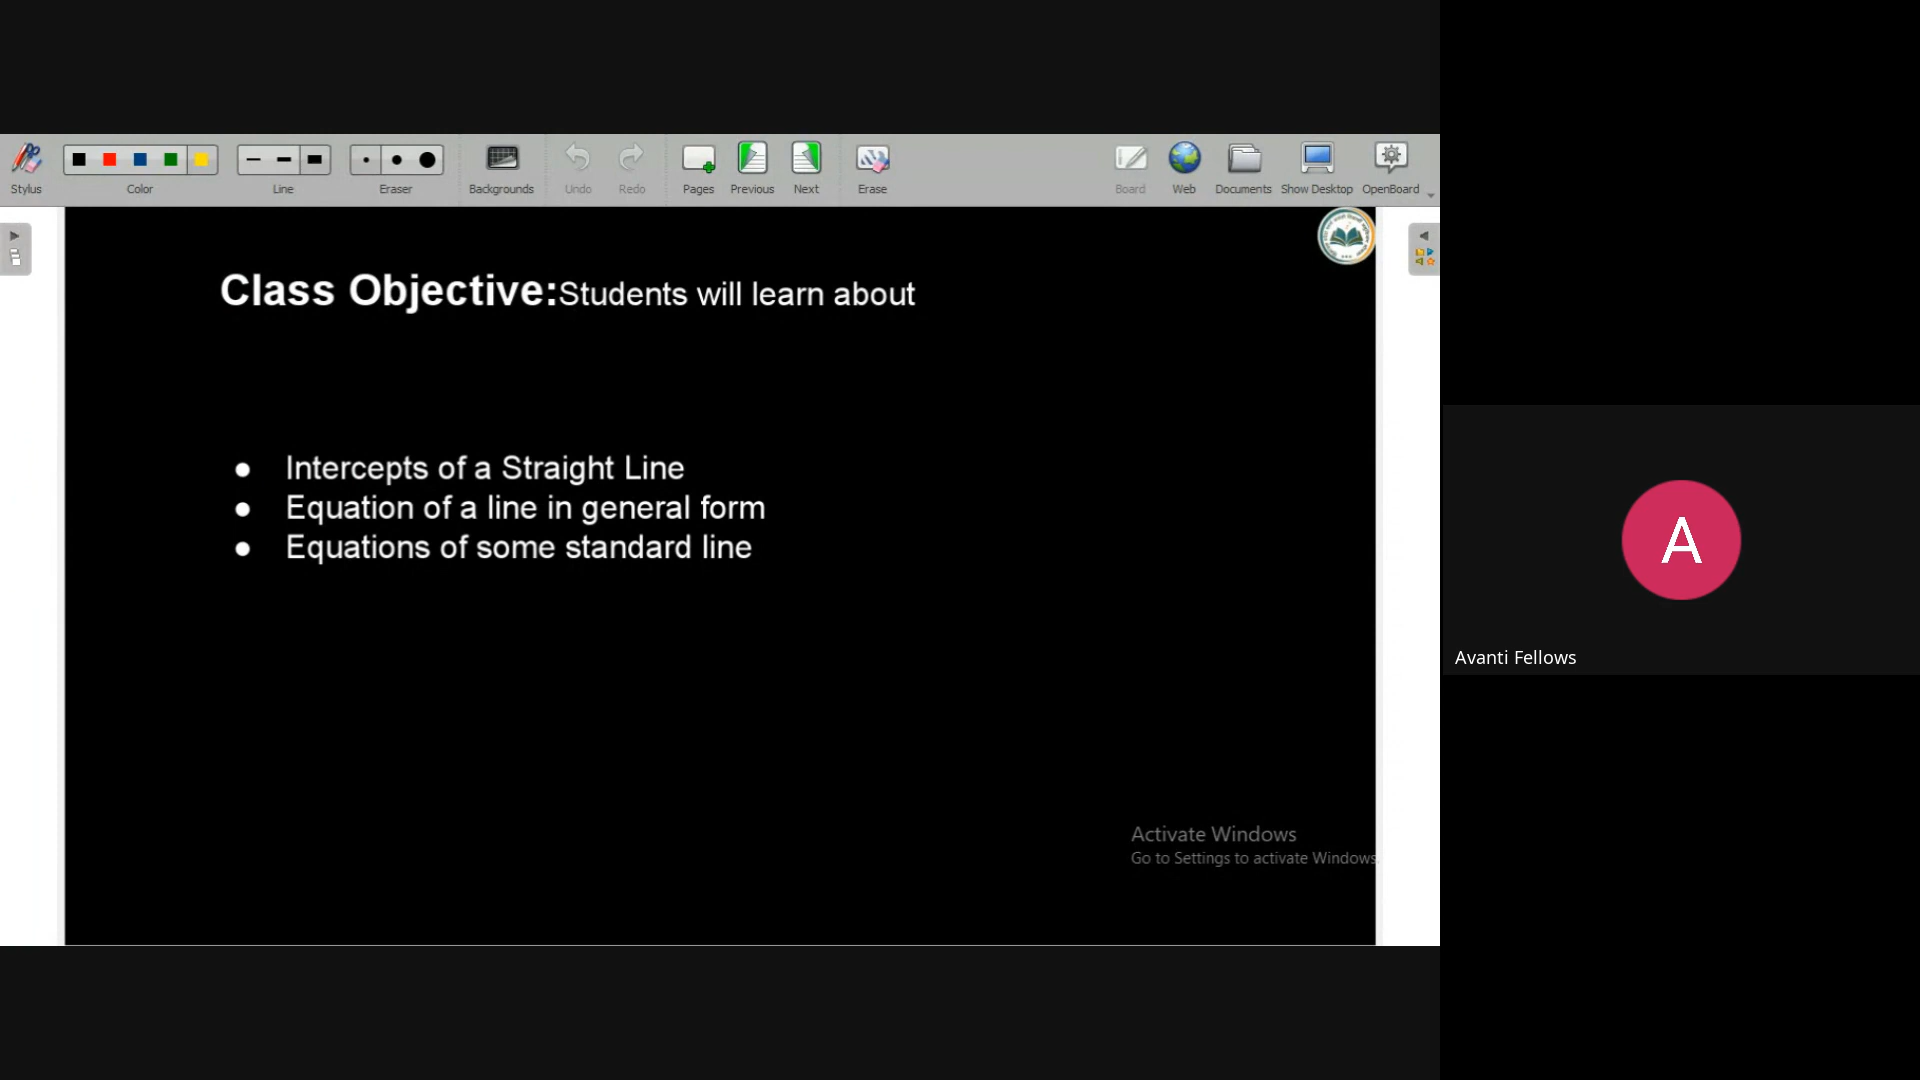 Stylus
Color
Line
Eraser
Backgrounds
Undo
Redo
Pages
Previous
Next
Erase
Board
Web
Documents
Show Desktop
OpenBoard
Class Objective:Students will learn about
● Intercepts of a Straight Line
● Equation of a line in general form
● Equations of some standard line
Activate Windows
Go to Settings to activate Windows.
A
Avanti Fellows